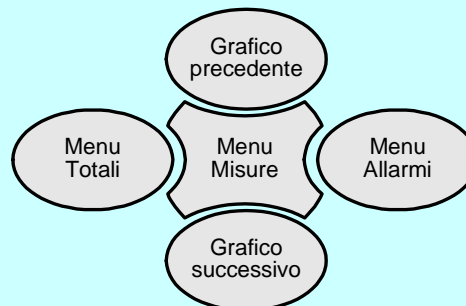 Grafico
precedente
Menu
Totali
Menu
Misure
Menu
Allarmi
Grafico
successivo